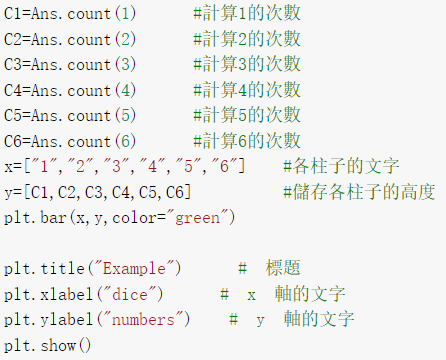 C1=Ans.count(1)     #計算1的次數
C2=Ans.count(2)     #計算2的次數
C3=Ans.count(3)     #計算3的次數
C4=Ans.count(4)     #計算4的次數
C5=Ans.count(5)     #計算5的次數
C6=Ans.count(6)     #計算6的次數
x=["1","2","3","4","5","6"]    #各柱子的文字
y=[C1,C2,C3,C4,C5,C6]         #儲存各柱子的高度
plt.bar(x,y,color="green")

plt.title("Example")      #  標題
plt.xlabel("dice")      #  x  軸的文字
plt.ylabel("numbers")    #  y  軸的文字
plt.show()